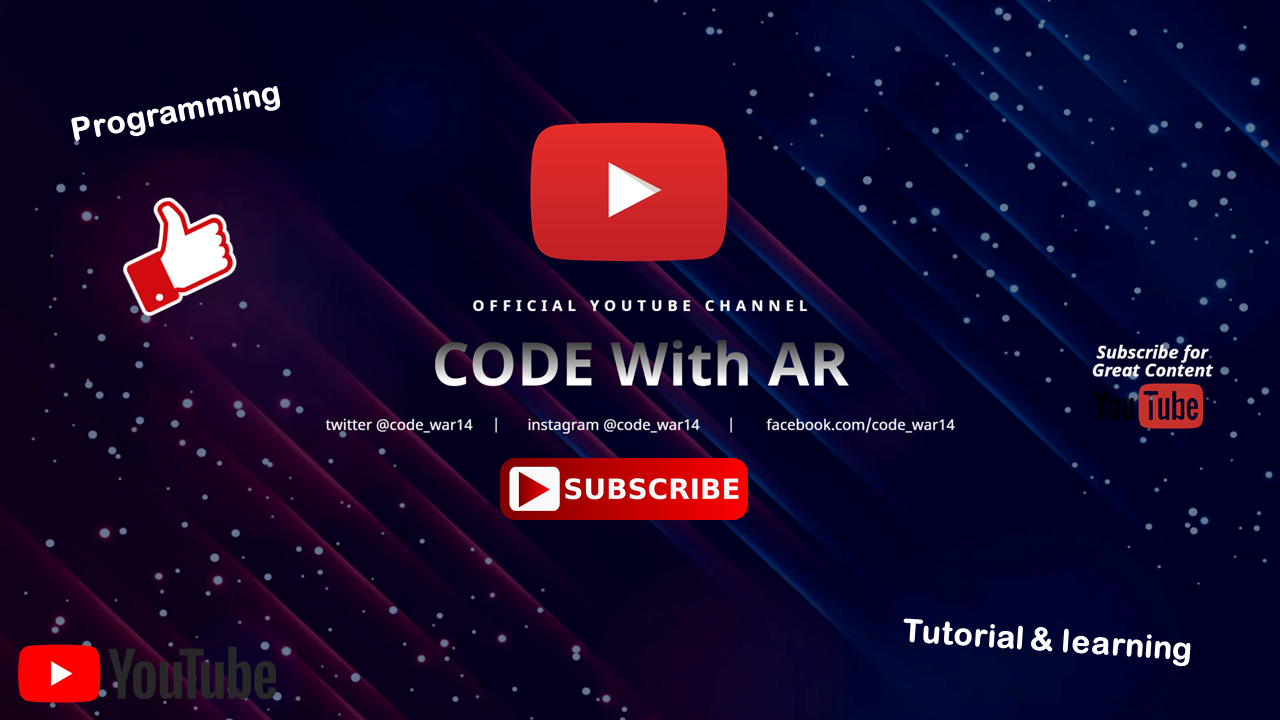 Programming
OFFICIAL YOUTUBE CHANNEL
CODE With AR
Subscribe for
Great Content
YouTube
twitter @code_war14 | instagram @code_war14 | facebook.com/code_war14
SUBSCRIBE
Tutorial & learning
YouTube